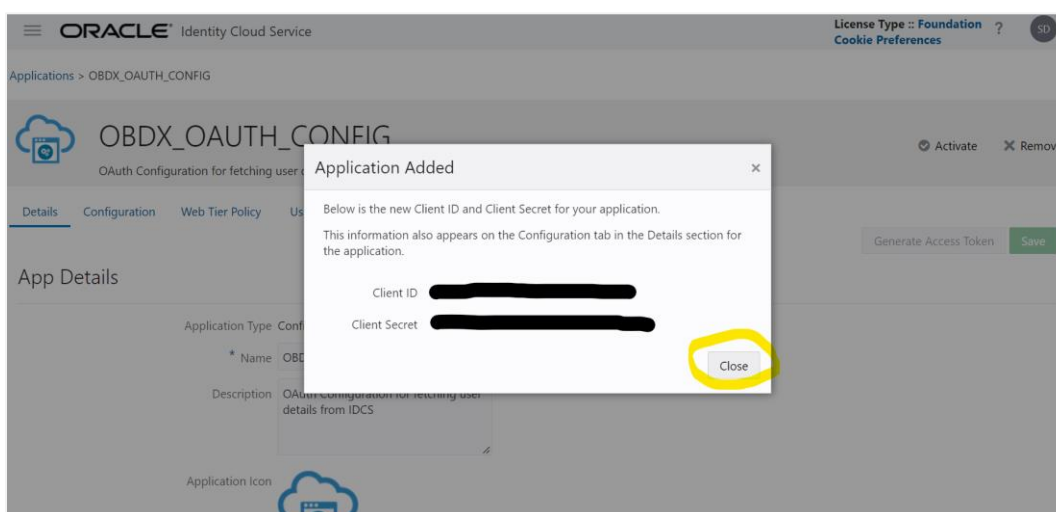 ORACLE® Identity Cloud Service
License Type :: Foundation
Cookie Preferences
?
SD
Applications > OBDX_OAUTH_CONFIG
OBDX_OAUTH_CONFIG
OAuth Configuration for fetching user
Activate
Remov
Details
Configuration
Web Tier Policy
Us
Generate Access Token
Save
App Details
Application Type Confi
* Name OBD
Description OAuth Configuration for fetching user
details from IDCS
Application Icon
Application Added
×
Below is the new Client ID and Client Secret for your application.
This information also appears on the Configuration tab in the Details section for
the application.
Client ID
Client Secret
Close